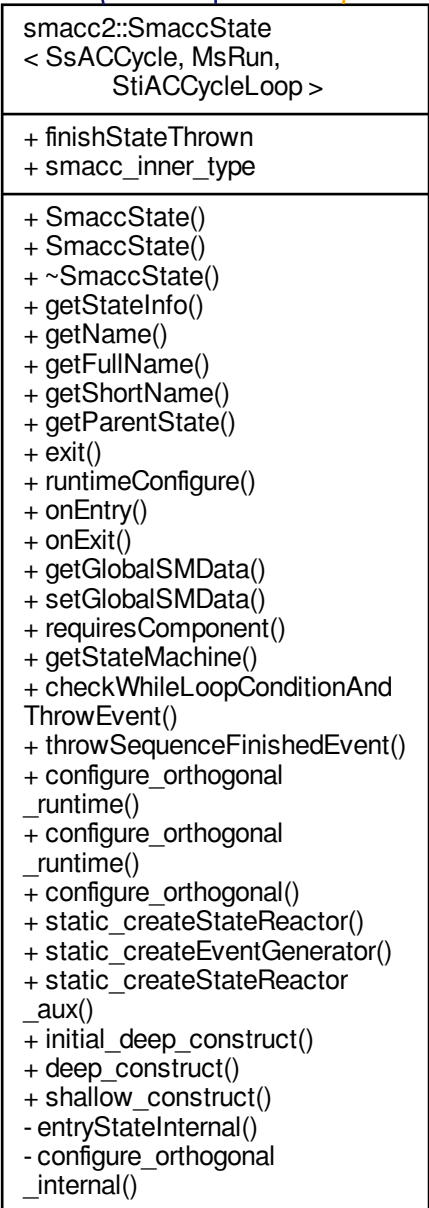 smacc2::SmaccState
< SsACCycle, MsRun,
StiACCycleLoop >
+ finishStateThrown
+ smacc_inner_type
+ SmaccState()
+ SmaccState()
+ ~SmaccState()
+ getStateInfo()
+ getName()
+ getFullName()
+ getShortName()
+ getParentState()
+ exit()
+ runtimeConfigure()
+ onEntry()
+ onExit()
+ getGlobalSMData()
+ setGlobalSMData()
+ requiresComponent()
+ getStateMachine()
+ checkWhileLoopConditionAnd
ThrowEvent()
+ throwSequenceFinishedEvent()
+ configure_orthogonal
_runtime()
+ configure_orthogonal
_runtime()
+ configure_orthogonal()
+ static_createStateReactor()
+ static_createEventGenerator()
+ static_createStateReactor
_aux()
+ initial_deep_construct()
+ deep_construct()
+ shallow_construct()
- entryStateInternal()
- configure_orthogonal
_internal()